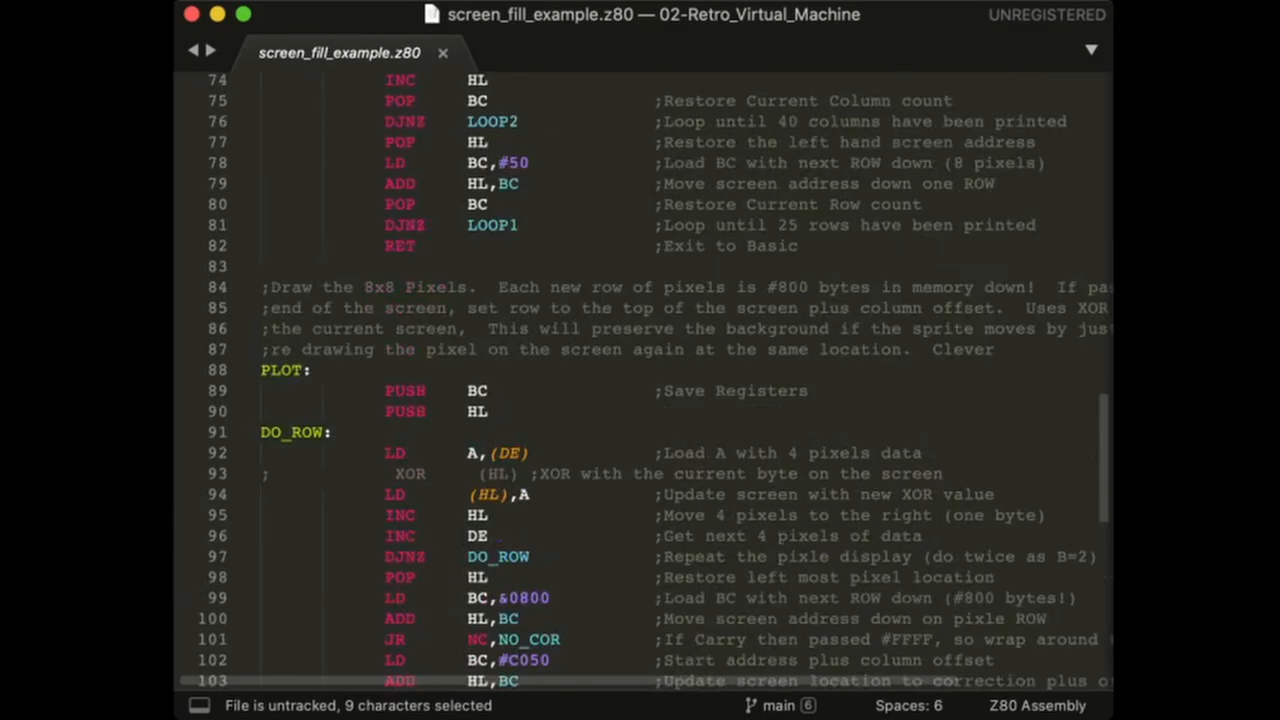 screen_fill_example.z80 — 02-Retro_Virtual_Machine
UNREGISTERED
screen_fill_example.z80 ×
74 INC HL
75 POP BC ;Restore Current Column count
76 DJNZ LOOP2 ;Loop until 40 columns have been printed
77 POP HL ;Restore the left hand screen address
78 LD BC,#50 ;Load BC with next ROW down (8 pixels)
79 ADD HL,BC ;Move screen address down one ROW
80 POP BC ;Restore Current Row count
81 DJNZ LOOP1 ;Loop until 25 rows have been printed
82 RET ;Exit to Basic
83
84 ;Draw the 8x8 Pixels.  Each new row of pixels is #800 bytes in memory down!  If pa
85 ;end of the screen, set row to the top of the screen plus column offset.  Uses XOR
86 ;the current screen,  This will preserve the background if the sprite moves by jus
87 ;re drawing the pixel on the screen again at the same location.  Clever
88 PLOT:
89 PUSH BC ;Save Registers
90 PUSH HL
91 DO_ROW:
92 LD A,(DE) ;Load A with 4 pixels data
93 ; XOR (HL) ;XOR with the current byte on the screen
94 LD (HL),A ;Update screen with new XOR value
95 INC HL ;Move 4 pixels to the right (one byte)
96 INC DE ;Get next 4 pixels of data
97 DJNZ DO_ROW ;Repeat the pixle display (do twice as B=2)
98 POP HL ;Restore left most pixel location
99 LD BC,&0800 ;Load BC with next ROW down (#800 bytes!)
100 ADD HL,BC ;Move screen address down on pixle ROW
101 JR NC,NO_COR ;If Carry then passed #FFFF, so wrap around
102 LD BC,#C050 ;Start address plus column offset
103 ADD HL,BC ;Update screen location to correction plus o
File is untracked, 9 characters selected
main 6
Spaces: 6
Z80 Assembly